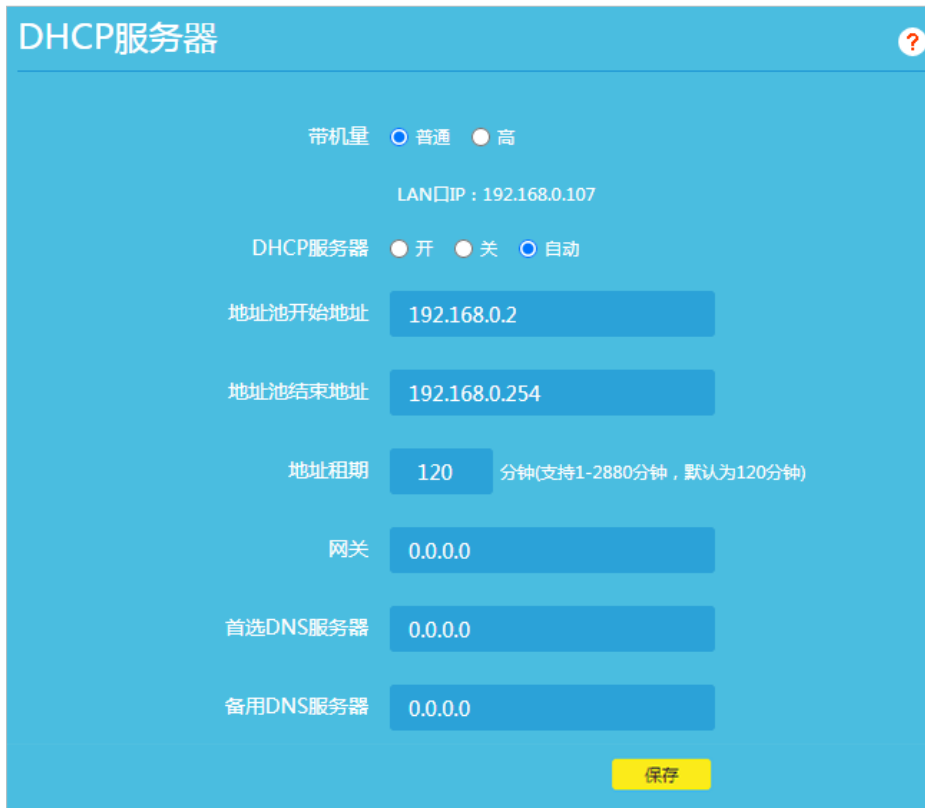 DHCP服务器
?
带机量 普通 高
LAN口IP：192.168.0.107
DHCP服务器 开 关 自动
地址池开始地址 192.168.0.2
地址池结束地址 192.168.0.254
地址租期 120 分钟(支持1-2880分钟，默认为120分钟)
网关 0.0.0.0
首选DNS服务器 0.0.0.0
备用DNS服务器 0.0.0.0
保存